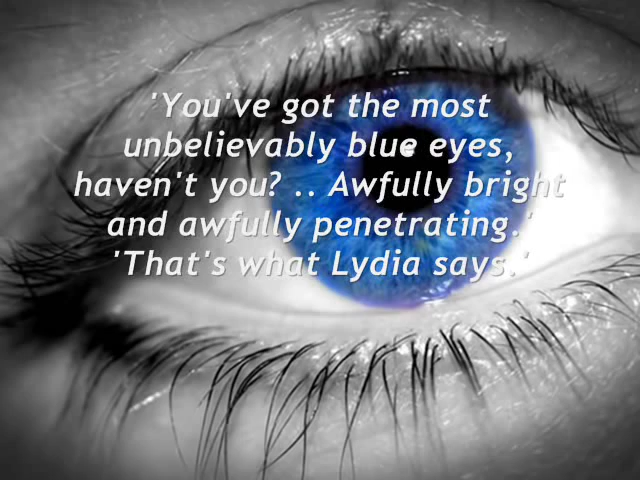 'You've got the most
unbelievably blue eyes,
haven't you? .. Awfully bright
and awfully penetrating.'
'That's what Lydia says.'